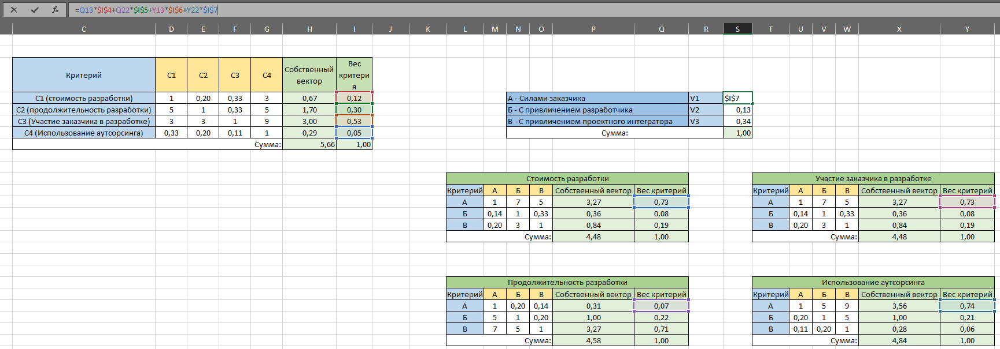 =Q13*$I$4+Q22*$I$5+Y13*$I$6+Y22*$I$7
C D E F G H I J K L M N O P Q R S T U V W X Y
Критерий C1 C2 C3 C4 Собственный вектор Вес критерия
C1 (стоимость разработки) 1 0,20 0,33 3 0,67 0,12
C2 (продолжительность разработки) 5 1 0,33 5 1,70 0,30
C3 (Участие заказчика в разработке) 3 3 1 9 3,00 0,53
C4 (Использование аутсорсинга) 0,33 0,20 0,11 1 0,29 0,05
Сумма: 5,66 1,00
А - Силами заказчика V1 $I$7
Б - С привличением разработчика V2 0,13
В - С привличением проектного интегратора V3 0,34
Сумма: 1,00
Стоимость разработки
Критерий А Б В Собственный вектор Вес критерий
А 1 7 5 3,27 0,73
Б 0,14 1 0,33 0,36 0,08
В 0,20 3 1 0,84 0,19
Сумма: 4,48 1,00
Участие заказчика в разработке
Критерий А Б В Собственный вектор Вес критерий
А 1 7 5 3,27 0,73
Б 0,14 1 0,33 0,36 0,08
В 0,20 3 1 0,84 0,19
Сумма: 4,48 1,00
Продолжительность разработки
Критерий А Б В Собственный вектор Вес критерий
А 1 0,20 0,14 0,31 0,07
Б 5 1 0,20 1,00 0,22
В 7 5 1 3,27 0,71
Сумма: 4,58 1,00
Использование аутсорсинга
Критерий А Б В Собственный вектор Вес критерий
А 1 5 9 3,56 0,74
Б 0,20 1 5 1,00 0,21
В 0,11 0,20 1 0,28 0,06
Сумма: 4,84 1,00